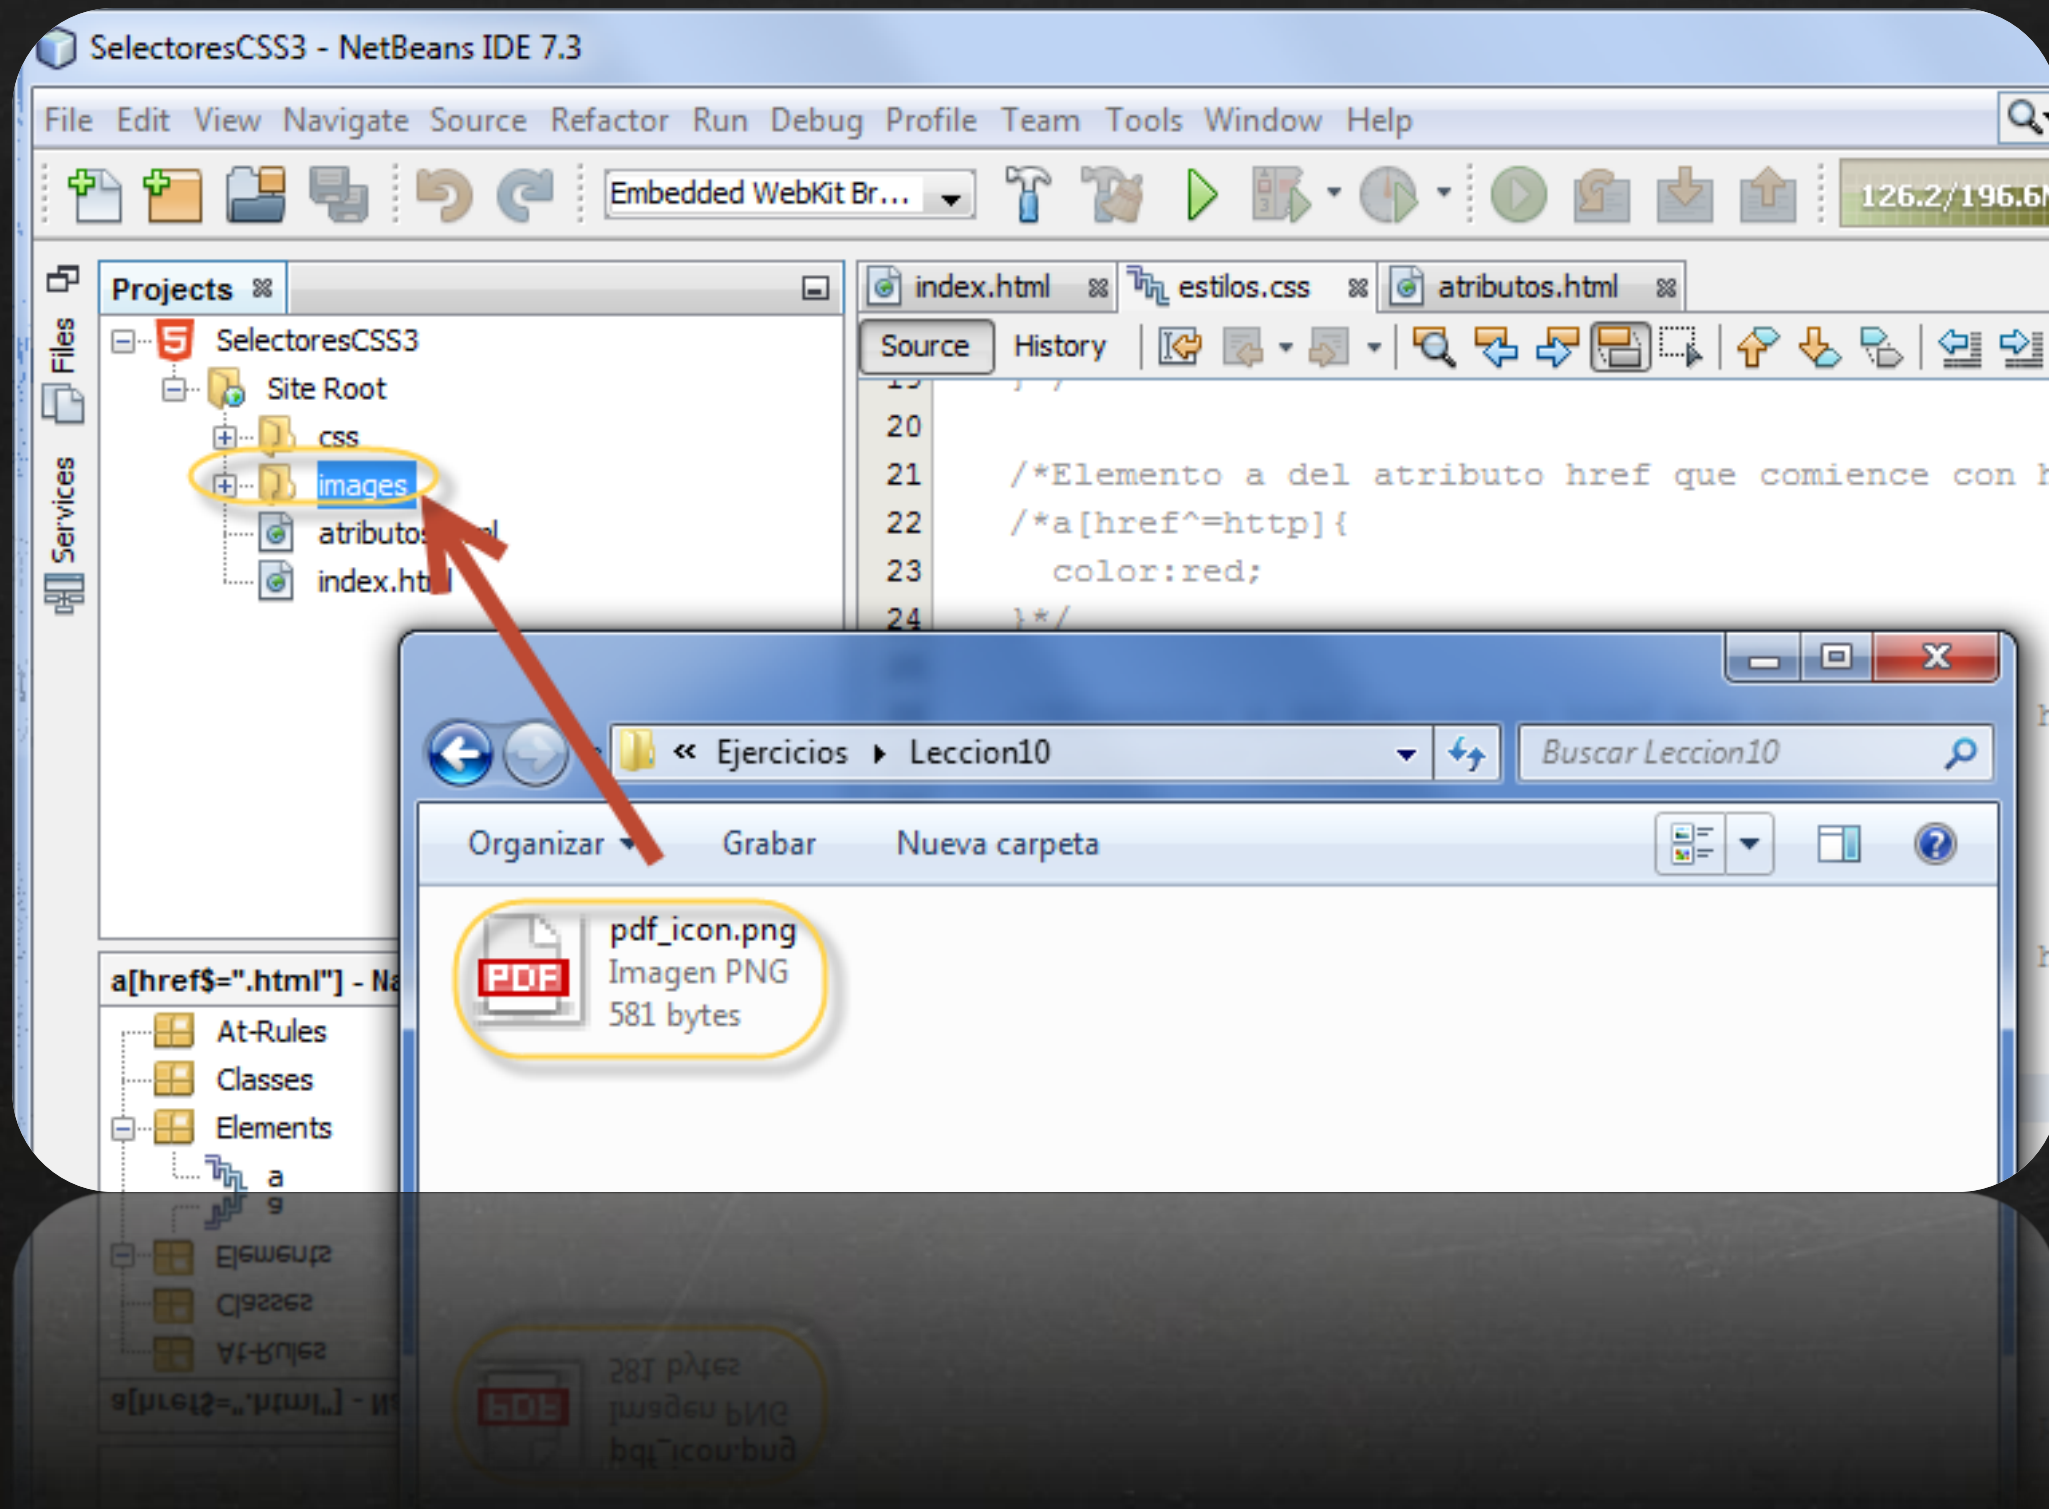 SelectoresCSS3 - NetBeans IDE 7.3
File Edit View Navigate Source Refactor Run Debug Profile Team Tools Window Help
Embedded WebKit Br...
126.2/196.6
Files
Services
Projects
SelectoresCSS3
Site Root
css
images
index.html
index.html
estilos.css
atributos.html
Source History
20
21 /*Elemento a del atributo href que comience con h
22 /*a[href^=http]{
23 color:red;
24 }*/
« Ejercicios Leccion10
Buscar Leccion10
Organizar Grabar Nueva carpeta
PDF
pdf_icon.png
Imagen PNG
581 bytes
a[href$=".html"] - Na
At-Rules
Classes
Elements
a